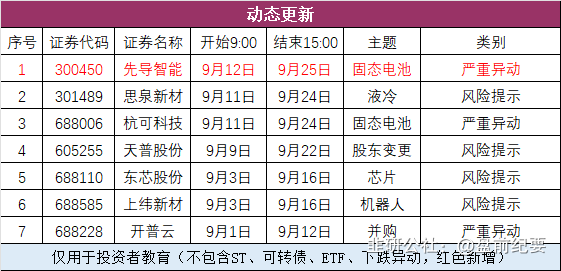 动态更新
序号 证券代码 证券名称 开始9:00 结束15:00 主题 类别
1 300450 先导智能 9月12日 9月25日 固态电池 严重异动
2 301489 思泉新材 9月11日 9月24日 液冷 风险提示
3 688006 杭可科技 9月11日 9月24日 固态电池 严重异动
4 605255 天普股份 9月9日 9月22日 股东变更 风险提示
5 688110 东芯股份 9月3日 9月16日 芯片 风险提示
6 688585 上纬新材 9月3日 9月16日 机器人 风险提示
7 688228 开普云 9月1日 9月12日 并购 严重异动
仅用于投资者教育（不包含ST、可转债、ETF、下跌异动，红色新增）
韭研公社：@盘前纪要